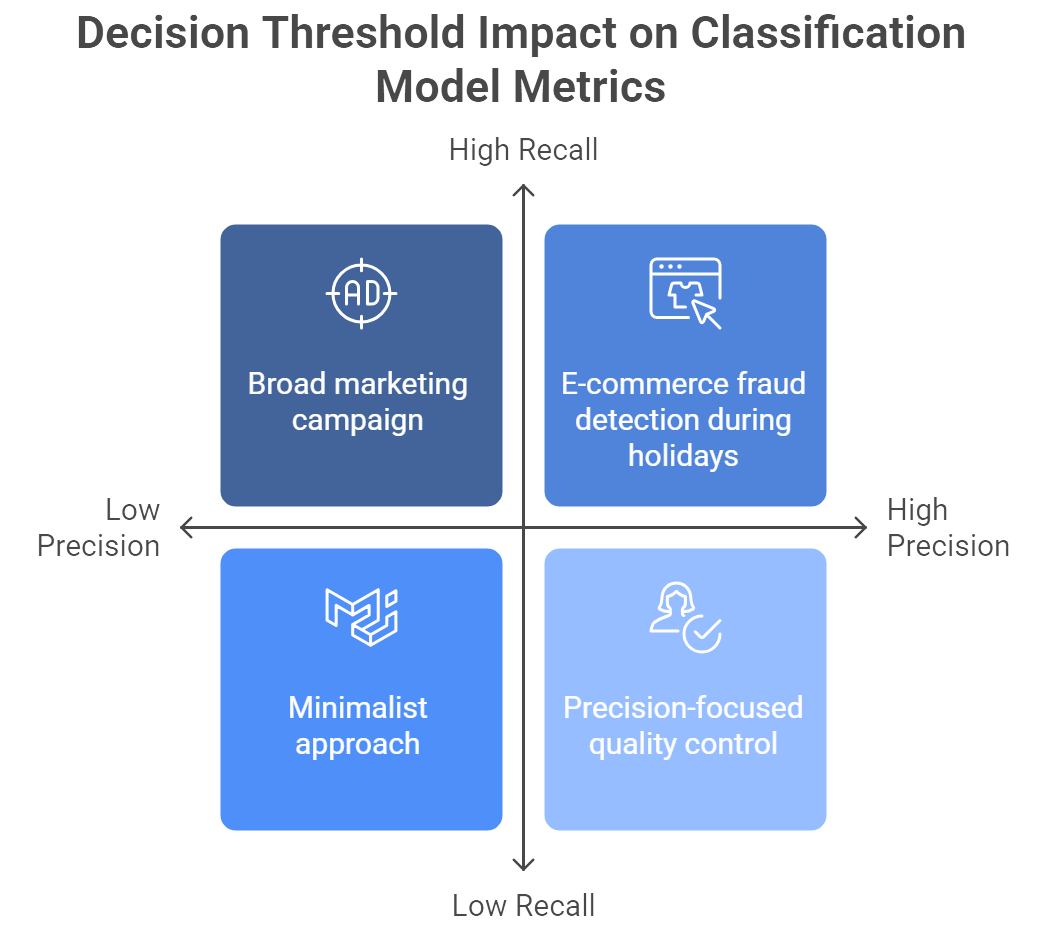 Decision Threshold Impact on Classification
Model Metrics
High Recall
AD
Broad marketing
campaign
E-commerce fraud
detection during
holidays
Low
Precision
High
Precision
Minimalist
approach
Precision-focused
quality control
Low Recall